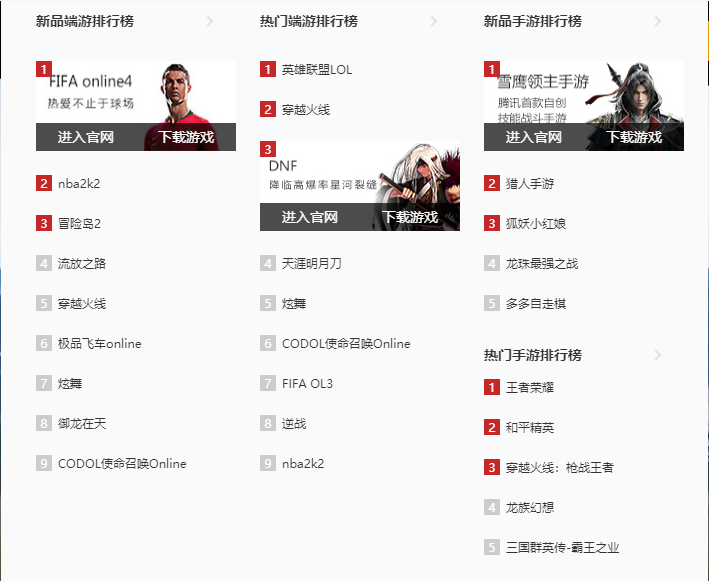 新品端游排行榜
1
FIFA online4
热爱不止于球场
进入官网 下载游戏
2 nba2k2
3 冒险岛2
4 流放之路
5 穿越火线
6 极品飞车online
7 炫舞
8 御龙在天
9 CODOL使命召唤Online
热门端游排行榜
1 英雄联盟LOL
2 穿越火线
3
DNF
降临高爆率星河裂缝
进入官网 下载游戏
4 天涯明月刀
5 炫舞
6 CODOL使命召唤Online
7 FIFA OL3
8 逆战
9 nba2k2
新品手游排行榜
1
雪鹰领主手游
腾讯首款自创
技能战斗手游
进入官网 下载游戏
2 猎人手游
3 狐妖小红娘
4 龙珠最强之战
5 多多自走棋
热门手游排行榜
1 王者荣耀
2 和平精英
3 穿越火线：枪战王者
4 龙族幻想
5 三国群英传-霸王之业